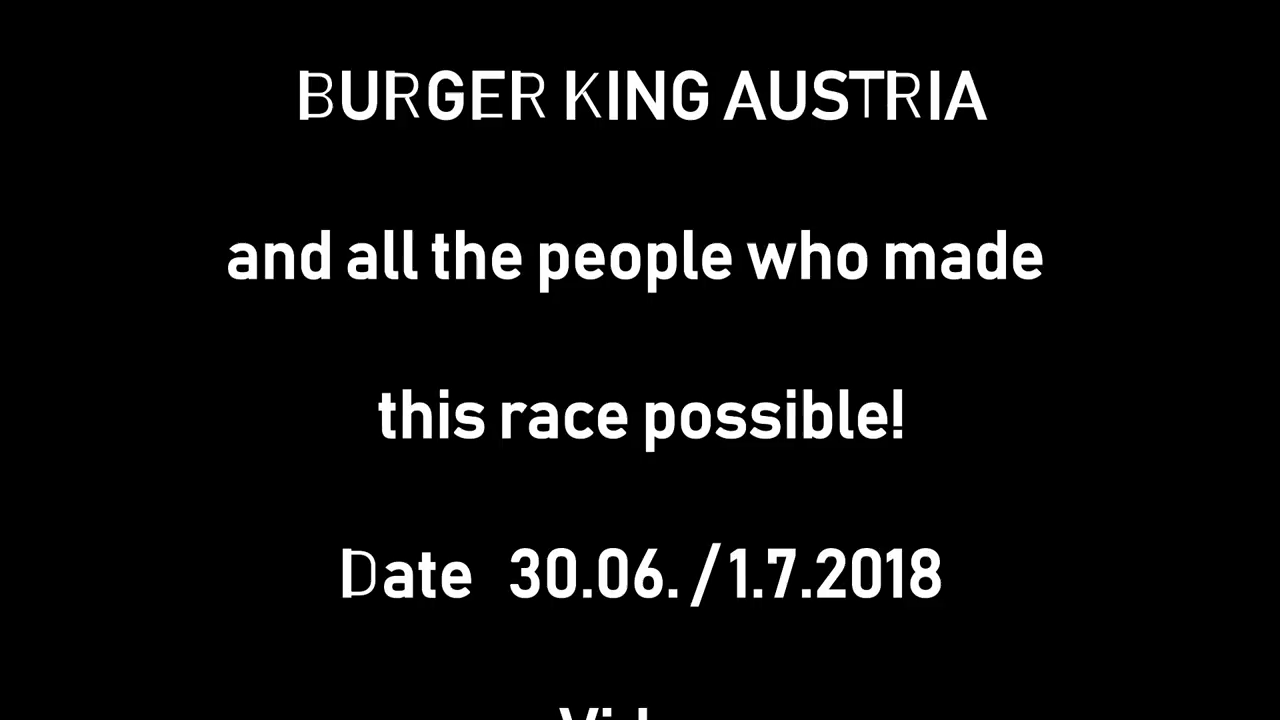 BURGER KING AUSTRIA
and all the people who made
this race possible!
Date 30.06. / 1.7.2018